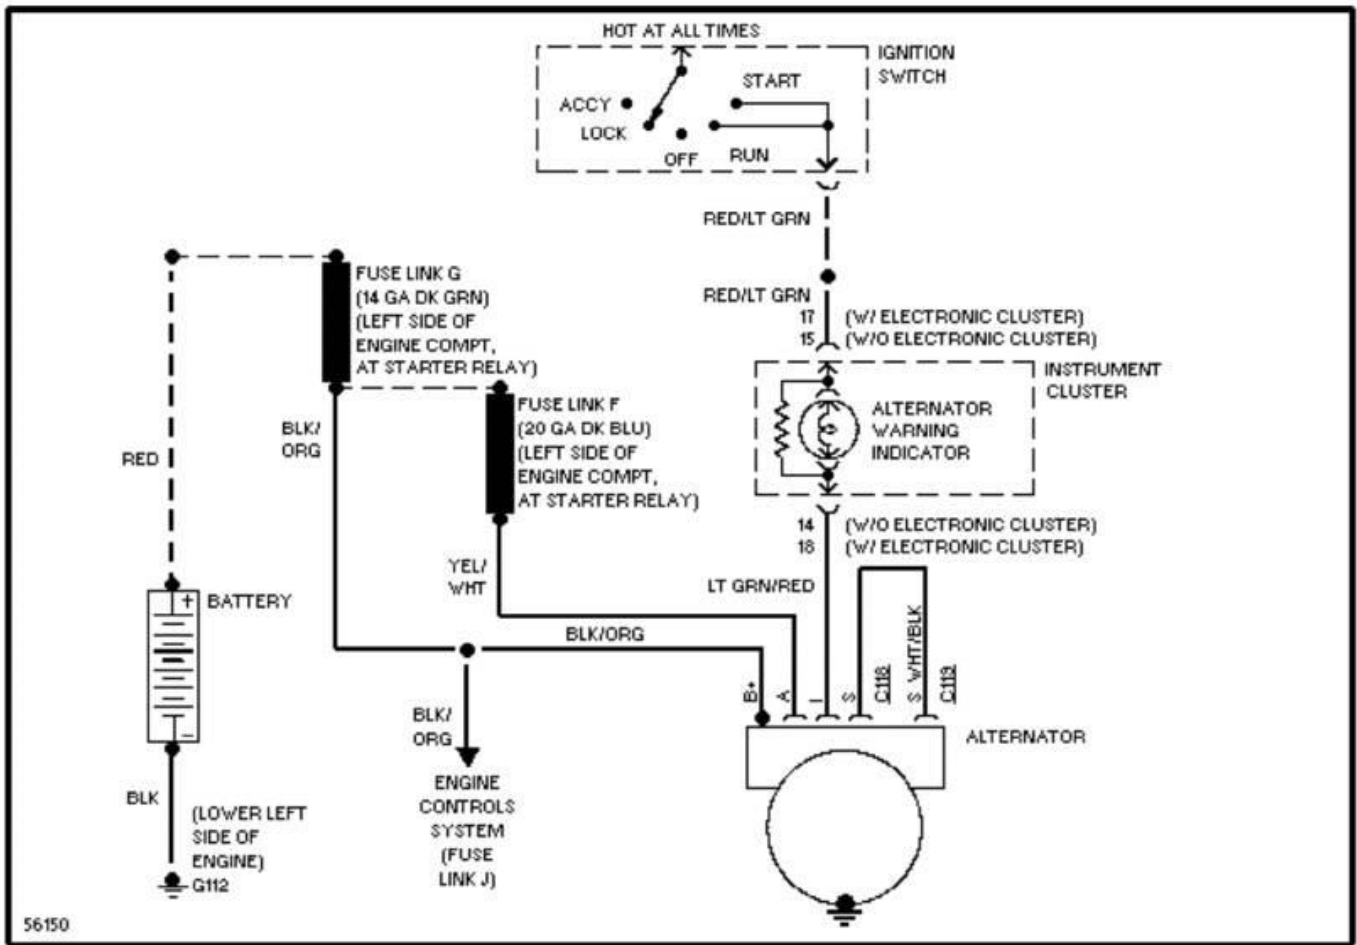 HOT AT ALL TIMES
IGNITION
SWITCH
START
ACCY
LOCK
OFF
RUN
RED/LT GRN
RED/LT GRN
17 (W/ ELECTRONIC CLUSTER)
15 (W/O ELECTRONIC CLUSTER)
FUSE LINK G
(14 GA DK GRN)
(LEFT SIDE OF
ENGINE COMPT,
AT STARTER RELAY)
INSTRUMENT
CLUSTER
ALTERNATOR
WARNING
INDICATOR
FUSE LINK F
(20 GA DK BLU)
(LEFT SIDE OF
ENGINE COMPT,
AT STARTER RELAY)
BLK/
ORG
RED
14 (W/O ELECTRONIC CLUSTER)
18 (W/ ELECTRONIC CLUSTER)
YEL/
WHT
LT GRN/RED
+
BATTERY
-
BLK/ORG
B+
A
I
S
C118
S WHT/BLK
C119
BLK/
ORG
ALTERNATOR
ENGINE
CONTROLS
SYSTEM
(FUSE
LINK J)
BLK
(LOWER LEFT
SIDE OF
ENGINE)
G112
56150